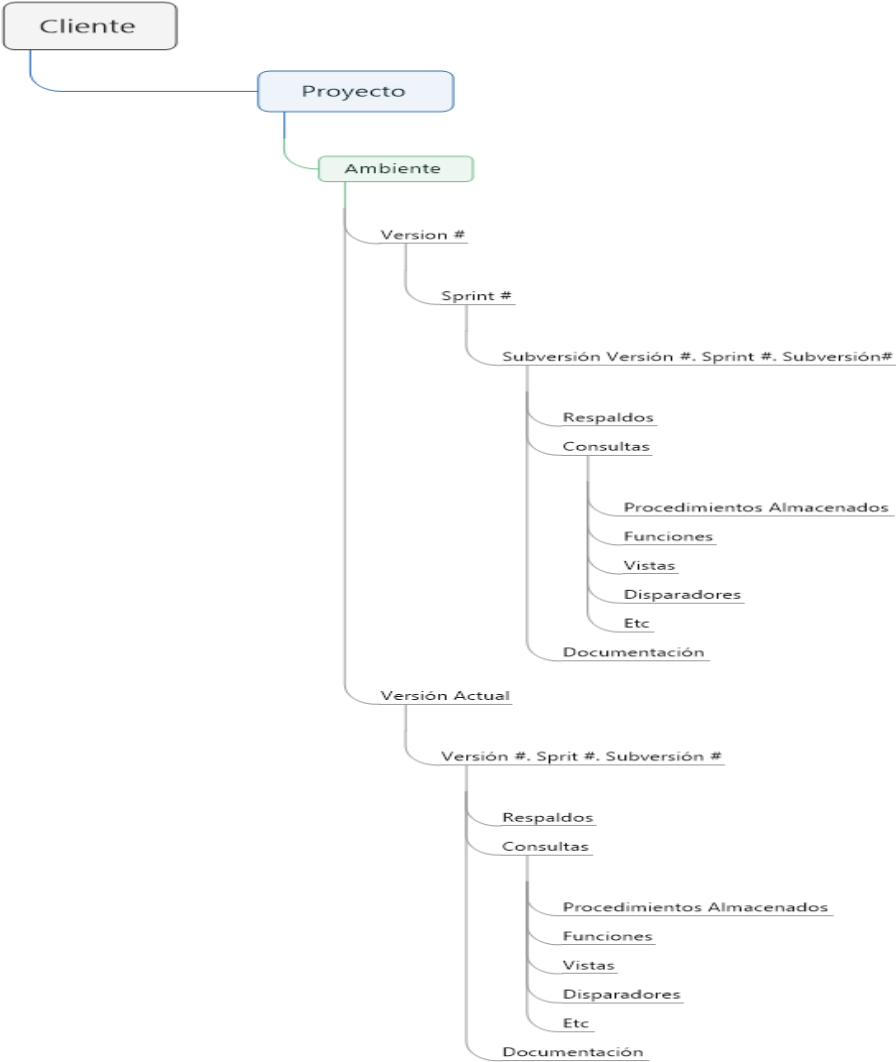 Cliente
Proyecto
Ambiente
Version #
Sprint #
Subversión Versión #. Sprint #. Subversión#
Respaldos
Consultas
Procedimientos Almacenados
Funciones
Vistas
Disparadores
Etc
Documentación
Versión Actual
Versión #. Sprit #. Subversión #
Respaldos
Consultas
Procedimientos Almacenados
Funciones
Vistas
Disparadores
Etc
Documentación